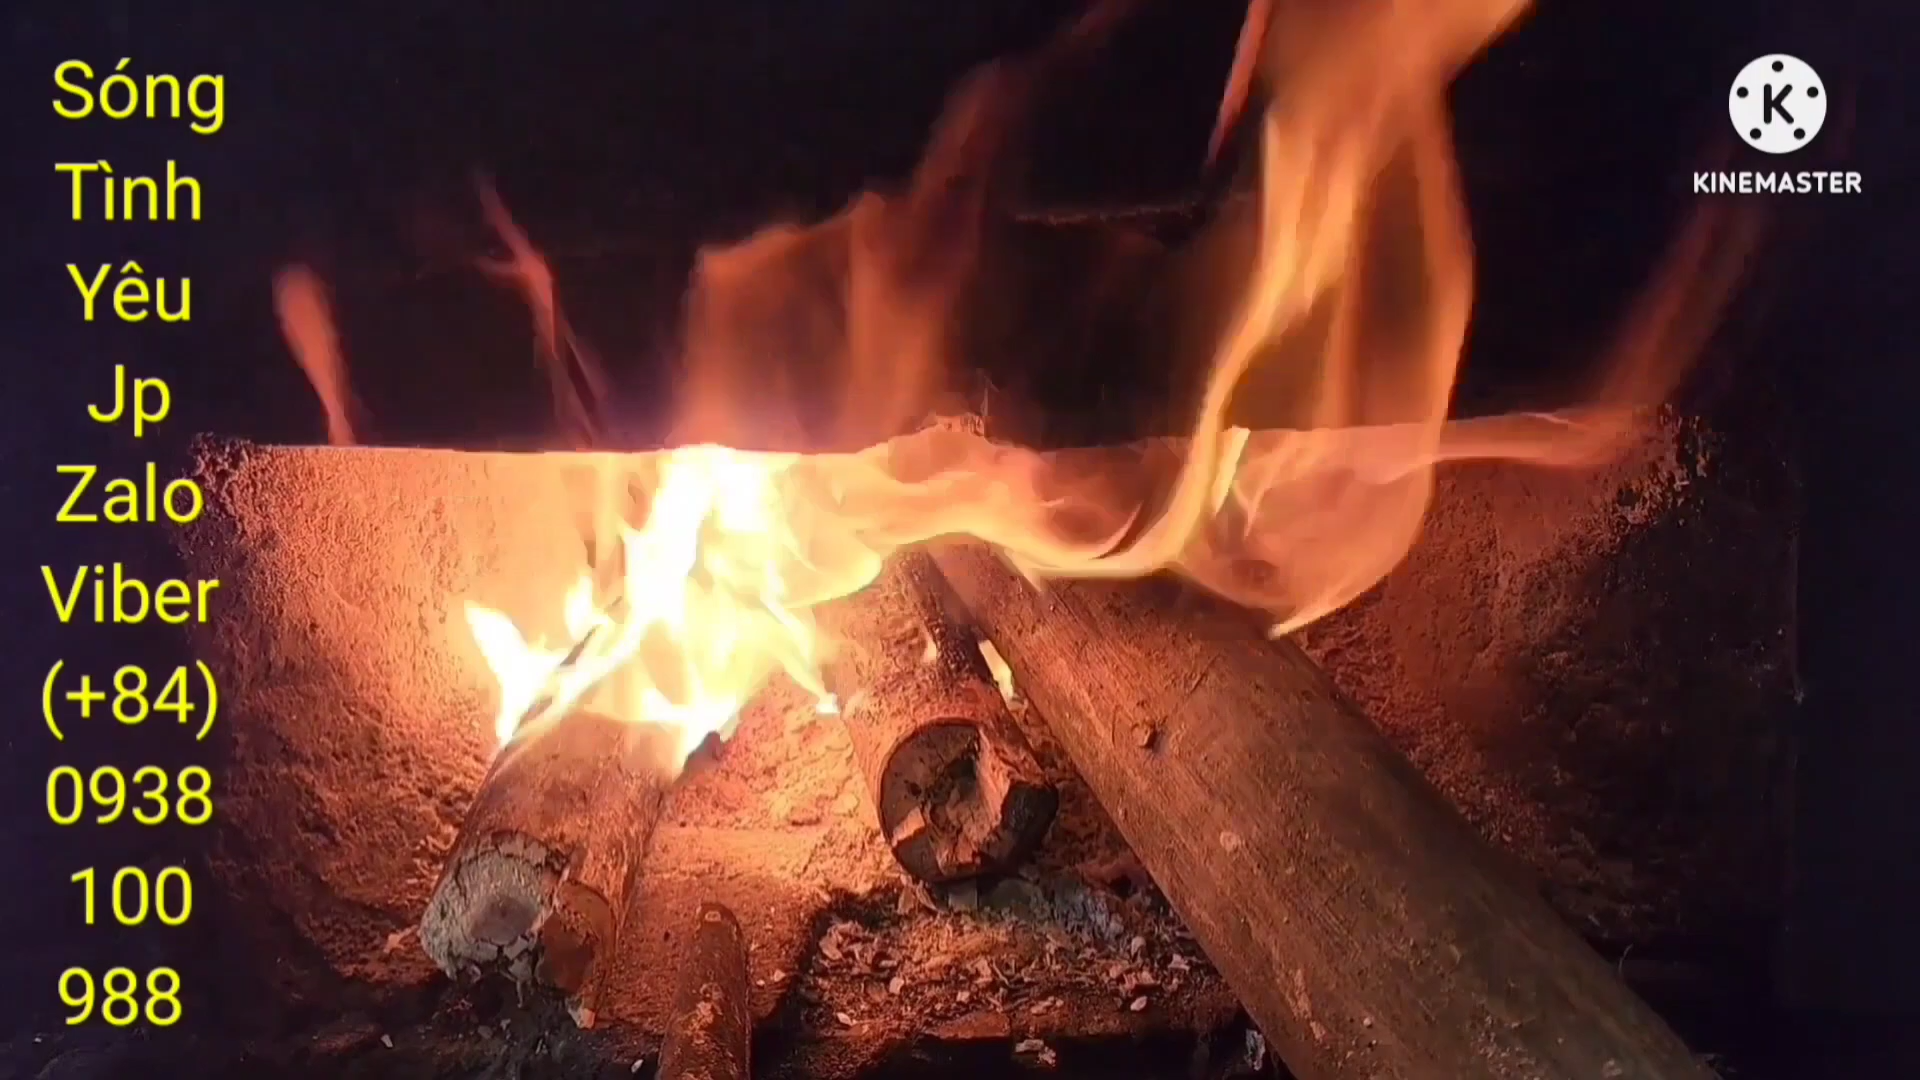 Sóng
Tình
Yêu
Jp
Zalo
Viber
(+84)
0938
100
988
KINEMASTER